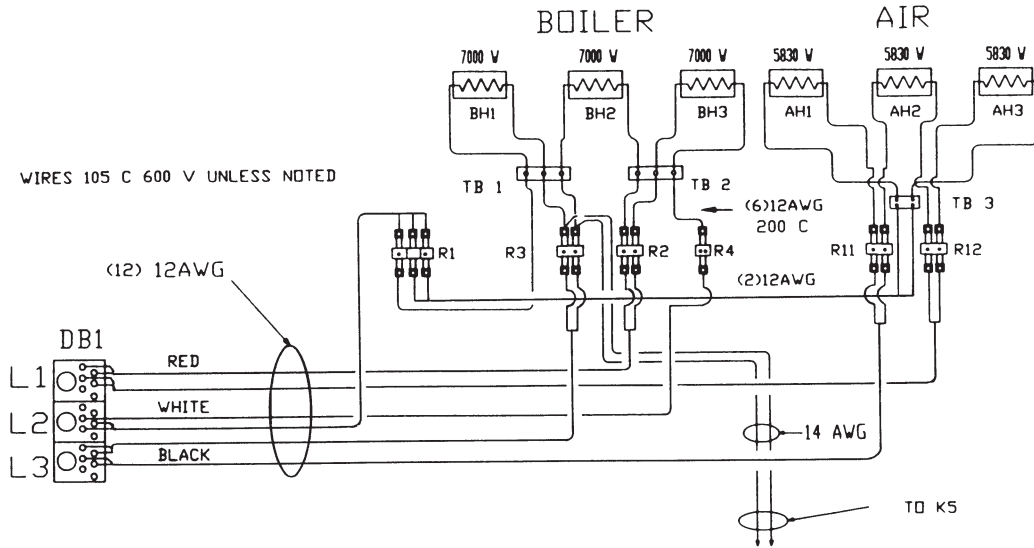 BOILER
AIR
7000 W
7000 W
7000 W
5830 W
5830 W
5830 W
BH1
BH2
BH3
AH1
AH2
AH3
WIRES 105 C 600 V UNLESS NOTED
TB 1
TB 2
(6)12AWG
200 C
TB 3
R1
R3
R2
R4
R11
R12
(12) 12AWG
(2)12AWG
DB1
L1
RED
L2
WHITE
L3
BLACK
14 AWG
TO K5